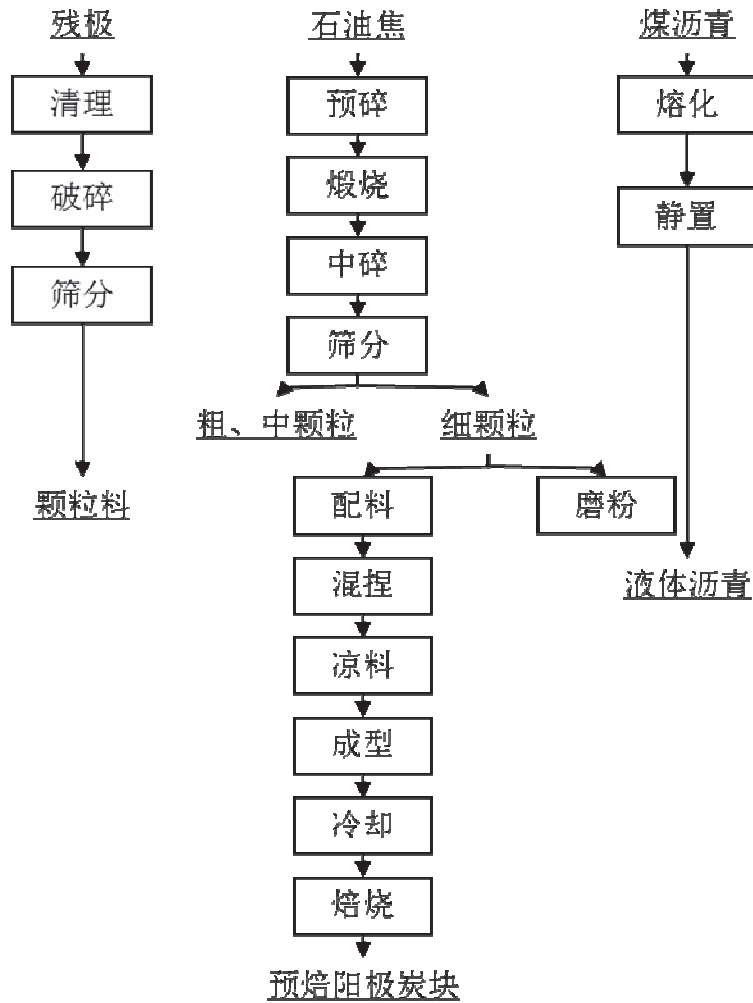 残极
石油焦
煤沥青
清理
预碎
熔化
破碎
煅烧
静置
筛分
中碎
筛分
粗、中颗粒
细颗粒
颗粒料
配料
磨粉
混捏
液体沥青
凉料
成型
冷却
焙烧
预焙阳极炭块